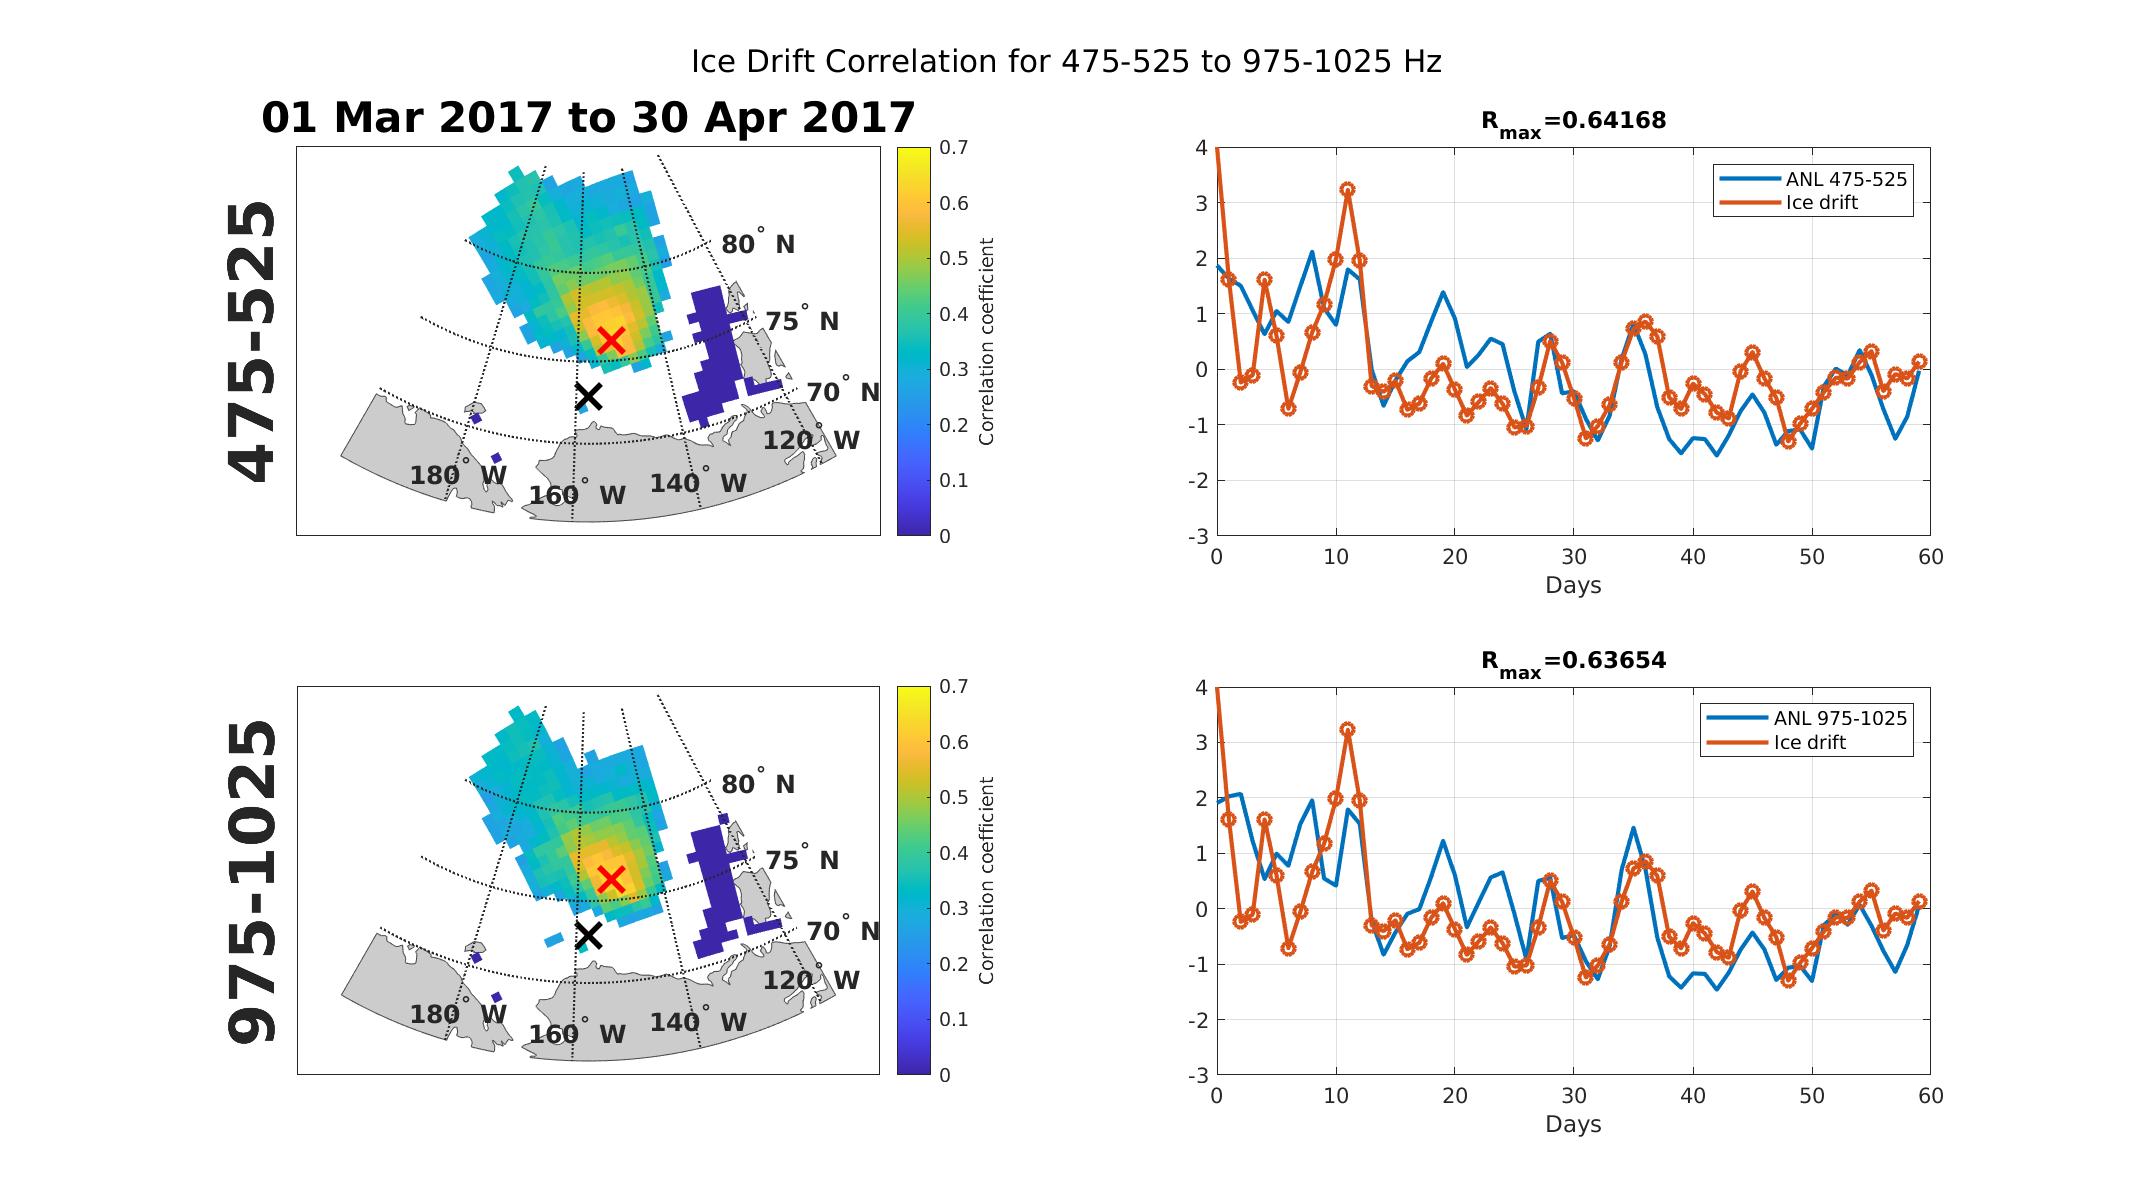 Ice Drift Correlation for 475-525 to 975-1025 Hz
01 Mar 2017 to 30 Apr 2017
475-525
80° N
75° N
70° N
120° W
140° W
160° W
180° W
0.7
0.6
0.5
0.4
0.3
0.2
0.1
0
Correlation coefficient
Rmax=0.64168
4
3
2
1
0
-1
-2
-3
0 10 20 30 40 50 60
Days
ANL 475-525
Ice drift
975-1025
80° N
75° N
70° N
120° W
140° W
160° W
180° W
0.7
0.6
0.5
0.4
0.3
0.2
0.1
0
Correlation coefficient
Rmax=0.63654
4
3
2
1
0
-1
-2
-3
0 10 20 30 40 50 60
Days
ANL 975-1025
Ice drift